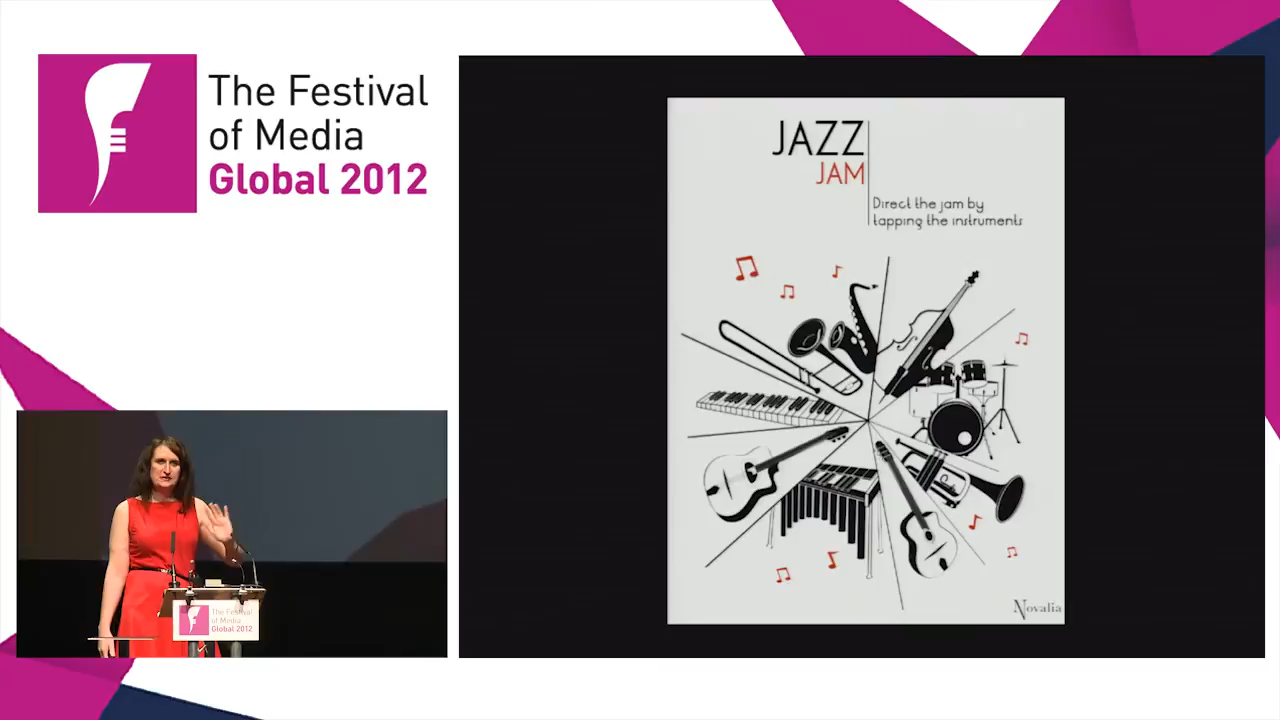 The Festival
of Media
Global 2012
JAZZ
JAM
Direct the jam by
tapping the instruments
Novalia
The Festival
of Media
Global 2012